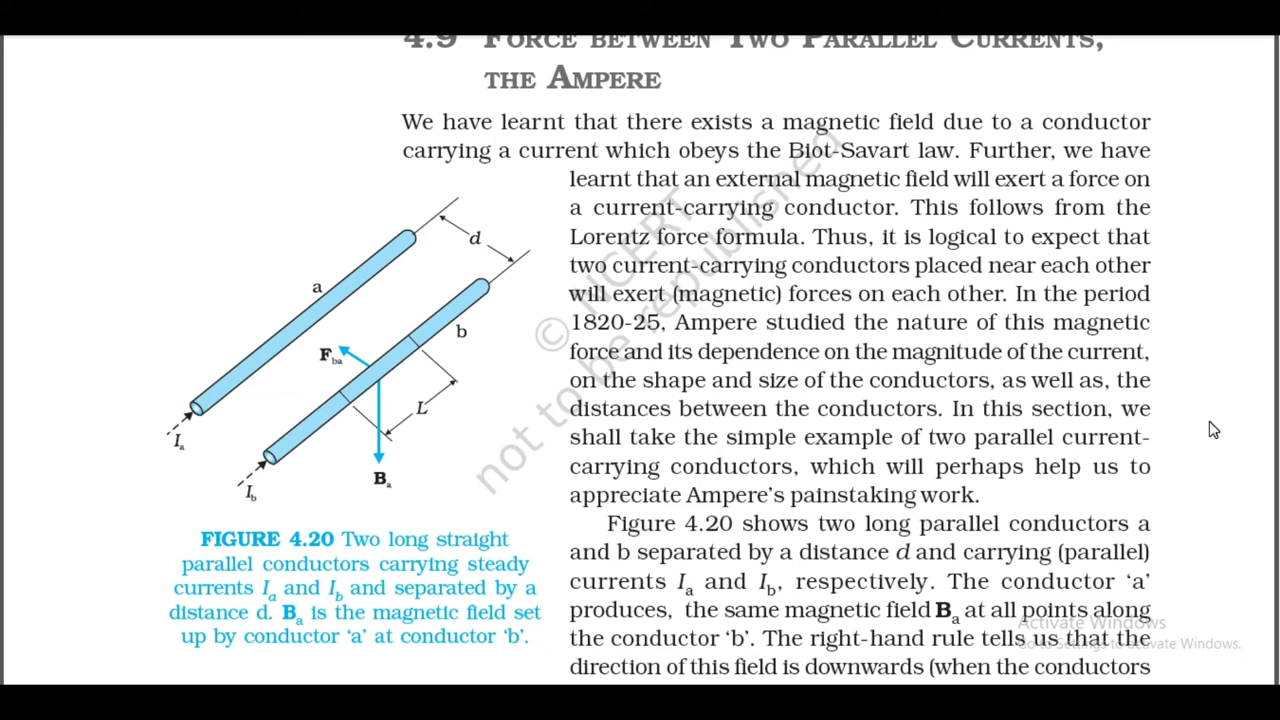 4.9 FORCE BETWEEN TWO PARALLEL CURRENTS,
THE AMPERE
We have learnt that there exists a magnetic field due to a conductor
carrying a current which obeys the Biot-Savart law. Further, we have
learnt that an external magnetic field will exert a force on
a current-carrying conductor. This follows from the
Lorentz force formula. Thus, it is logical to expect that
two current-carrying conductors placed near each other
will exert (magnetic) forces on each other. In the period
1820-25, Ampere studied the nature of this magnetic
force and its dependence on the magnitude of the current,
on the shape and size of the conductors, as well as, the
distances between the conductors. In this section, we
shall take the simple example of two parallel current-
carrying conductors, which will perhaps help us to
appreciate Ampere's painstaking work.
Figure 4.20 shows two long parallel conductors a
and b separated by a distance d and carrying (parallel)
currents Ia and Ib, respectively. The conductor 'a'
produces, the same magnetic field Ba at all points along
the conductor 'b'. The right-hand rule tells us that the
direction of this field is downwards (when the conductors
d
a
b
Fba
L
Ia
Ib
Ba
FIGURE 4.20 Two long straight
parallel conductors carrying steady
currents Ia and Ib and separated by a
distance d. Ba is the magnetic field set
up by conductor 'a' at conductor 'b'.
© NCERT
not to be republished
Activate Windows
Go to Settings to activate Windows.